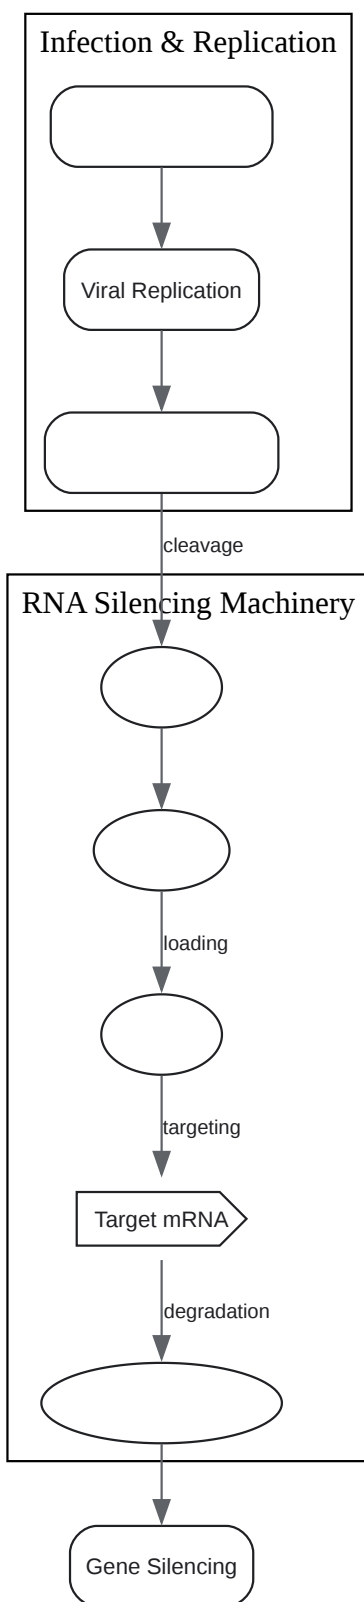 Infection & Replication
Viral Replication
cleavage
RNA Silencing Machinery
loading
targeting
Target mRNA
degradation
Gene Silencing